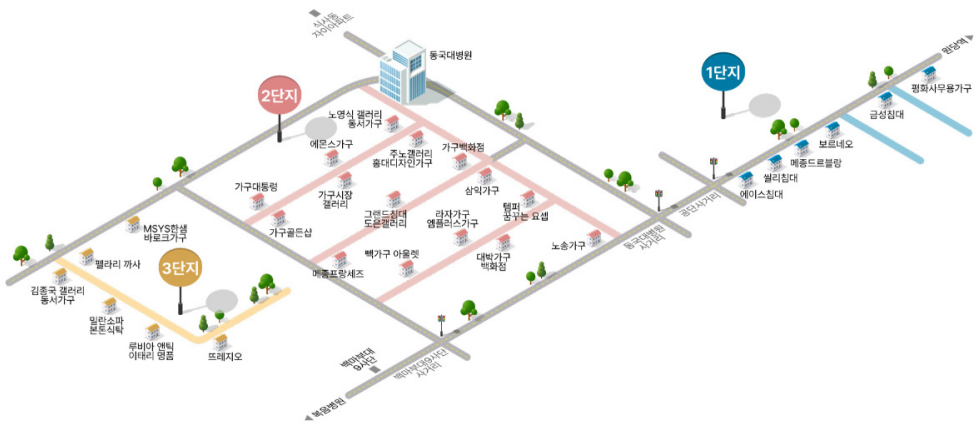 식사동
자이아파트
동국대병원
원당역
1단지
평화사무용가구
금성침대
보르네오
메종드르블랑
씰리침대
에이스침대
공단사거리
동국대병원
사거리
2단지
노영식 갤러리
동서가구
에몬스가구
주노갤러리
홍대디자인가구
가구백화점
가구대통령
가구시장
갤러리
삼익가구
가구골든샵
그랜드침대
도은갤러리
라자가구
엠플러스가구
템퍼
꿈꾸는 요셉
메종프랑세즈
빽가구 아울렛
대박가구
백화점
노송가구
MSYS한샘
바로크가구
3단지
펠라리 까사
김종국 갤러리
동서가구
밀란소파
본톤식탁
루비아 앤틱
이태리 명품
뜨레지오
백마부대
9사단
백마부대9사단
사거리
복음병원